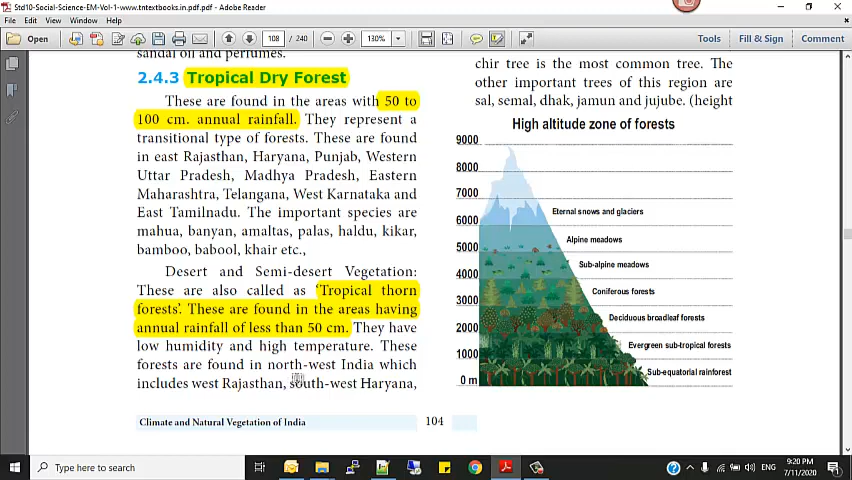 Std10-Social-Science-EM-Vol-1-www.tntextbooks.in.pdf.pdf - Adobe Reader
File Edit View Window Help
Open
108 / 240
130%
Tools
Fill & Sign
Comment
sandal oil and perfumes.
2.4.3 Tropical Dry Forest
These are found in the areas with 50 to
100 cm. annual rainfall. They represent a
transitional type of forests. These are found
in east Rajasthan, Haryana, Punjab, Western
Uttar Pradesh, Madhya Pradesh, Eastern
Maharashtra, Telangana, West Karnataka and
East Tamilnadu. The important species are
mahua, banyan, amaltas, palas, haldu, kikar,
bamboo, babool, khair etc.,
Desert and Semi-desert Vegetation:
These are also called as ‘Tropical thorn
forests’. These are found in the areas having
annual rainfall of less than 50 cm. They have
low humidity and high temperature. These
forests are found in north-west India which
includes west Rajasthan, south-west Haryana,
chir tree is the most common tree. The
other important trees of this region are
sal, semal, dhak, jamun and jujube. (height
High altitude zone of forests
9000
8000
7000
6000
5000
4000
3000
2000
1000
0 m
Eternal snows and glaciers
Alpine meadows
Sub-alpine meadows
Coniferous forests
Deciduous broadleaf forests
Evergreen sub-tropical forests
Sub-equatorial rainforest
Climate and Natural Vegetation of India
104
Type here to search
ENG
9:20 PM
7/11/2020